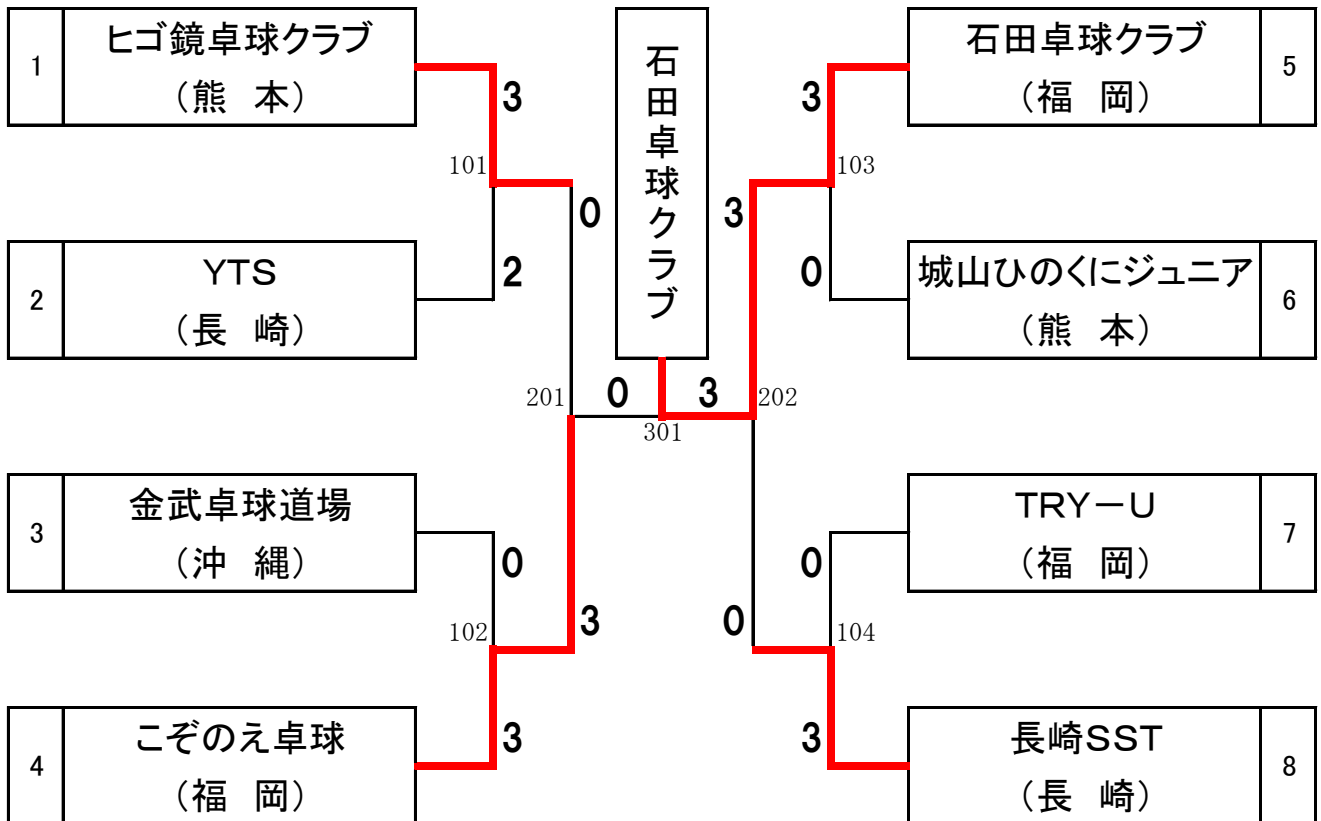 1
ヒゴ鏡卓球クラブ
（熊　本）
3
101
2
YTS
（長　崎）
2
0
201
0
3
金武卓球道場
（沖　縄）
0
102
3
4
こぞのえ卓球
（福　岡）
3
石田卓球クラブ
301
石田卓球クラブ
（福　岡）
5
3
103
3
城山ひのくにジュニア
（熊　本）
6
0
3
202
TRY－U
（福　岡）
7
0
0
104
長崎SST
（長　崎）
8
3